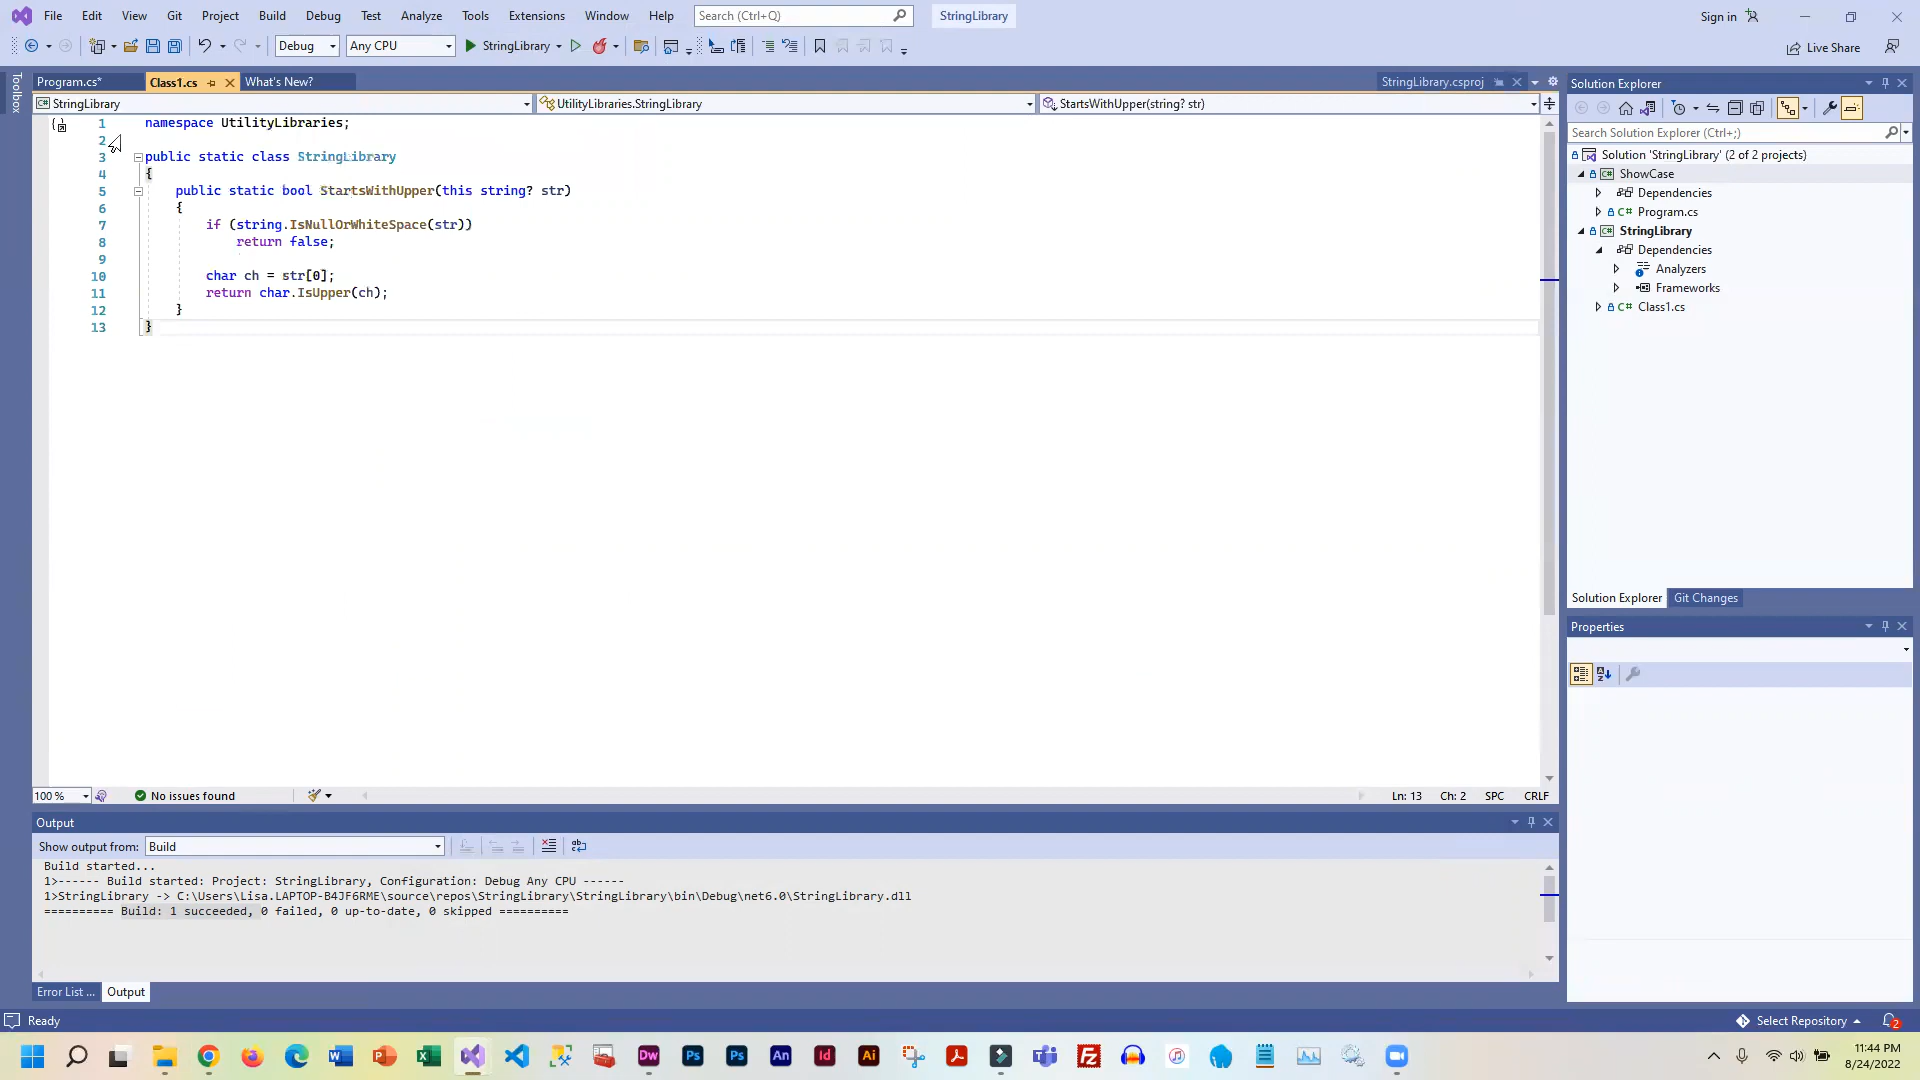 File Edit View Git Project Build Debug Test Analyze Tools Extensions Window Help Search (Ctrl+Q) StringLibrary Sign in
Debug Any CPU StringLibrary Live Share
Toolbox
Program.cs* Class1.cs What's New? StringLibrary.csproj
StringLibrary UtilityLibraries.StringLibrary StartsWithUpper(string? str)
1 namespace UtilityLibraries;
2
3 public static class StringLibrary
4 {
5 public static bool StartsWithUpper(this string? str)
6 {
7 if (string.IsNullOrWhiteSpace(str))
8 return false;
9
10 char ch = str[0];
11 return char.IsUpper(ch);
12 }
13 }
100 % No issues found Ln: 13 Ch: 2 SPC CRLF
Output
Show output from: Build
Build started...
1>------ Build started: Project: StringLibrary, Configuration: Debug Any CPU ------
1>StringLibrary -> C:\Users\Lisa.LAPTOP-B4JF6RME\source\repos\StringLibrary\StringLibrary\bin\Debug\net6.0\StringLibrary.dll
========== Build: 1 succeeded, 0 failed, 0 up-to-date, 0 skipped ==========
Error List ... Output
Solution Explorer
Search Solution Explorer (Ctrl+;)
Solution 'StringLibrary' (2 of 2 projects)
ShowCase
Dependencies
C# Program.cs
StringLibrary
Dependencies
Analyzers
Frameworks
C# Class1.cs
Solution Explorer Git Changes
Properties
Ready Select Repository 2
Dw Ps Ps An Id Ai
11:44 PM
8/24/2022